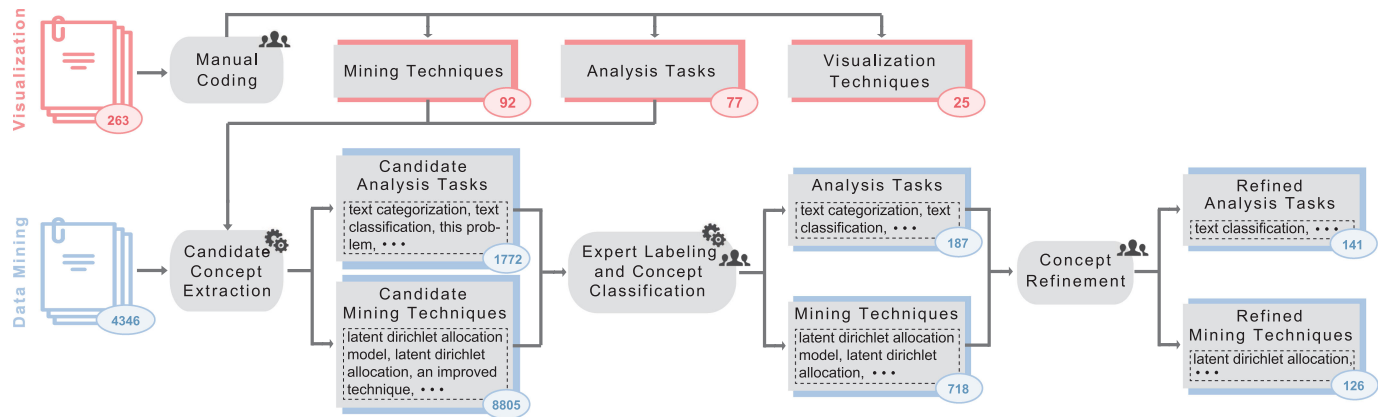 Visualization
263
Manual
Coding
Mining Techniques
92
Analysis Tasks
77
Visualization
Techniques
25
Data Mining
4346
Candidate
Concept
Extraction
Candidate
Analysis Tasks
text categorization, text
classification, this prob-
lem, • • •
1772
Candidate
Mining Techniques
latent dirichlet allocation
model, latent dirichlet
allocation, an improved
technique, • • •
8805
Expert Labeling
and Concept
Classification
Analysis Tasks
text categorization, text
classification, • • •
187
Mining Techniques
latent dirichlet allocation
model, latent dirichlet
allocation, • • •
718
Concept
Refinement
Refined
Analysis Tasks
text classification, • • •
141
Refined
Mining Techniques
latent dirichlet allocation,
• • •
126